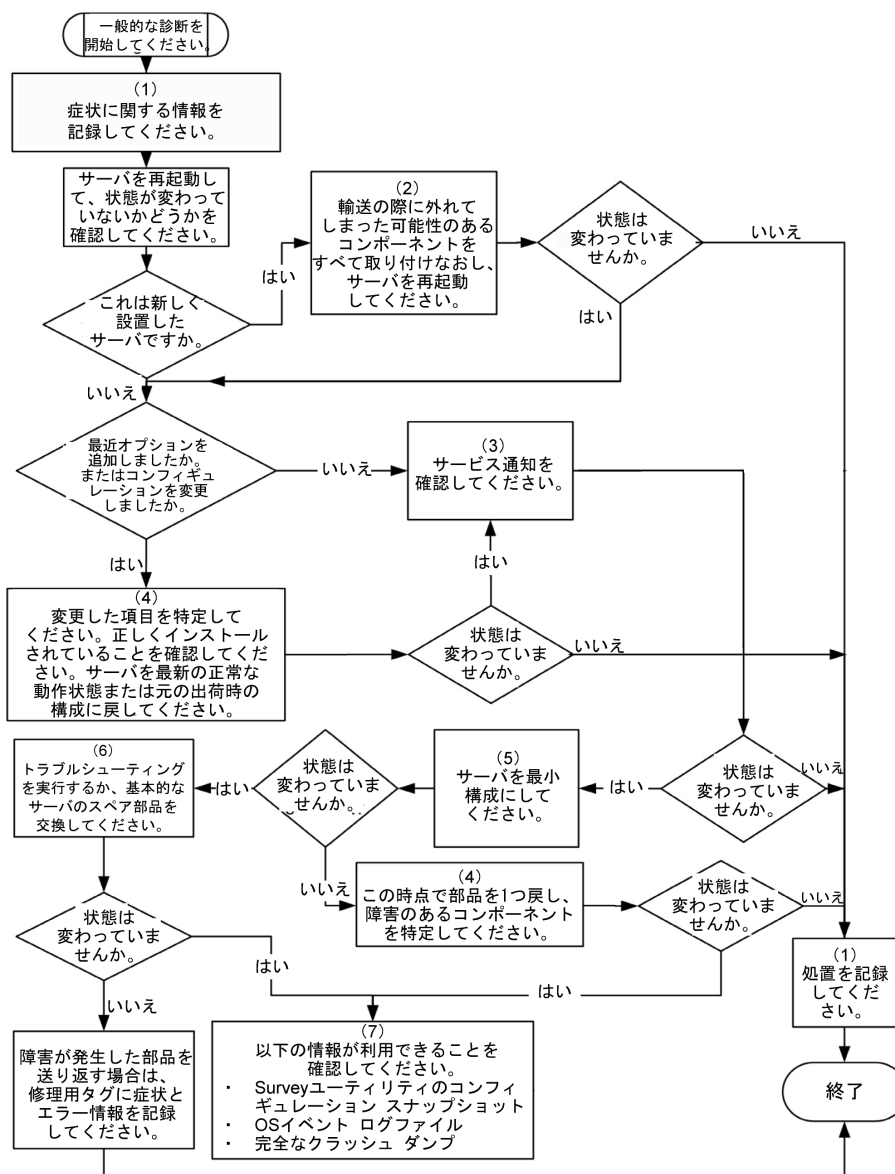 一般的な診断を
開始してください。
(1)
症状に関する情報を
記録してください。
サーバを再起動し
て、状態が変わって
いないかどうかを
確認してください。
これは新しく
設置した
サーバですか。
はい
(2)
輸送の際に外れて
しまった可能性のある
コンポーネントを
すべて取り付けなおし、
サーバを再起動
してください。
状態は
変わっていま
せんか。
いいえ
はい
いいえ
最近オプションを
追加しましたか。
またはコンフィギュ
レーションを変更
しましたか。
いいえ
(3)
サービス通知を
確認してください。
はい
はい
(4)
変更した項目を特定して
ください。正しくインストール
されていることを確認してくだ
さい。サーバを最新の正常な
動作状態または元の出荷時の
構成に戻してください。
状態は
変わっていま
せんか。
いいえ
状態は
変わっていま
せんか。
いいえ
はい
(5)
サーバを最小
構成にして
ください。
状態は
変わっていま
せんか。
はい
いいえ
(6)
トラブルシューティング
を実行するか、基本的な
サーバのスペア部品を
交換してください。
(4)
この時点で部品を1つ戻し、
障害のあるコンポーネント
を特定してください。
状態は
変わっていま
せんか。
いいえ
はい
状態は
変わっていま
せんか。
はい
いいえ
(1)
処置を記録
してくだ
さい。
障害が発生した部品を
送り返す場合は、
修理用タグに症状と
エラー情報を記録
してください。
(7)
以下の情報が利用できることを
確認してください。
・ Surveyユーティリティのコンフィ
ギュレーション スナップショット
・ OSイベント ログファイル
・ 完全なクラッシュ ダンプ
終了